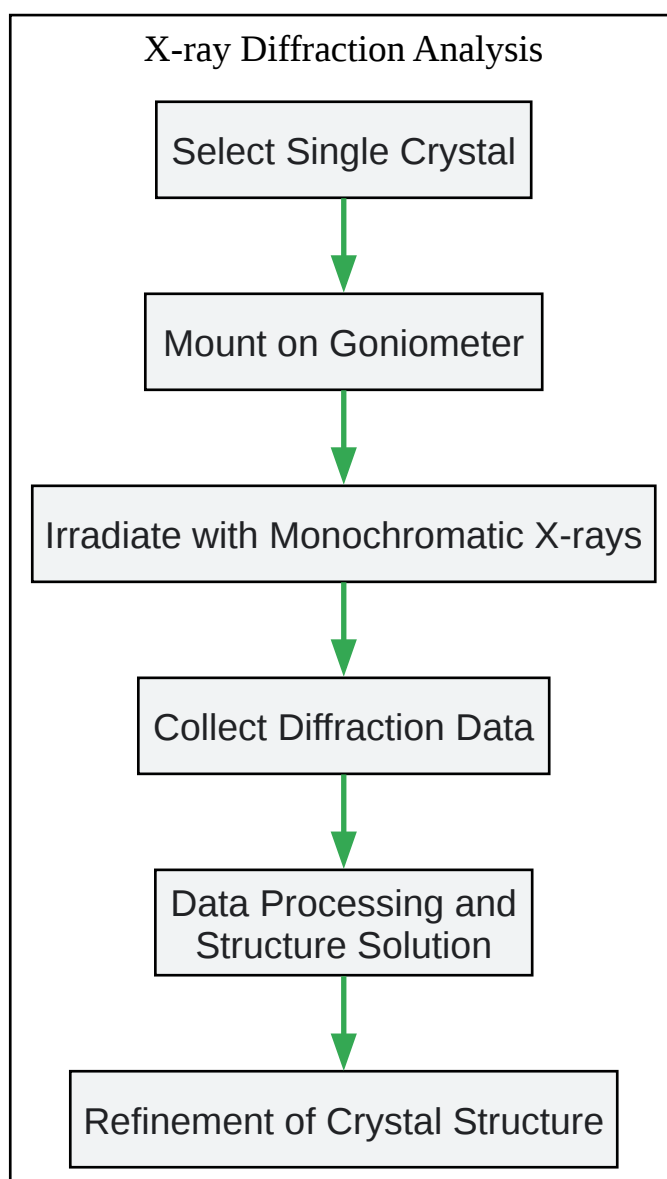 X-ray Diffraction Analysis
Select Single Crystal
Mount on Goniometer
Irradiate with Monochromatic X-rays
Collect Diffraction Data
Data Processing and
Structure Solution
Refinement of Crystal Structure